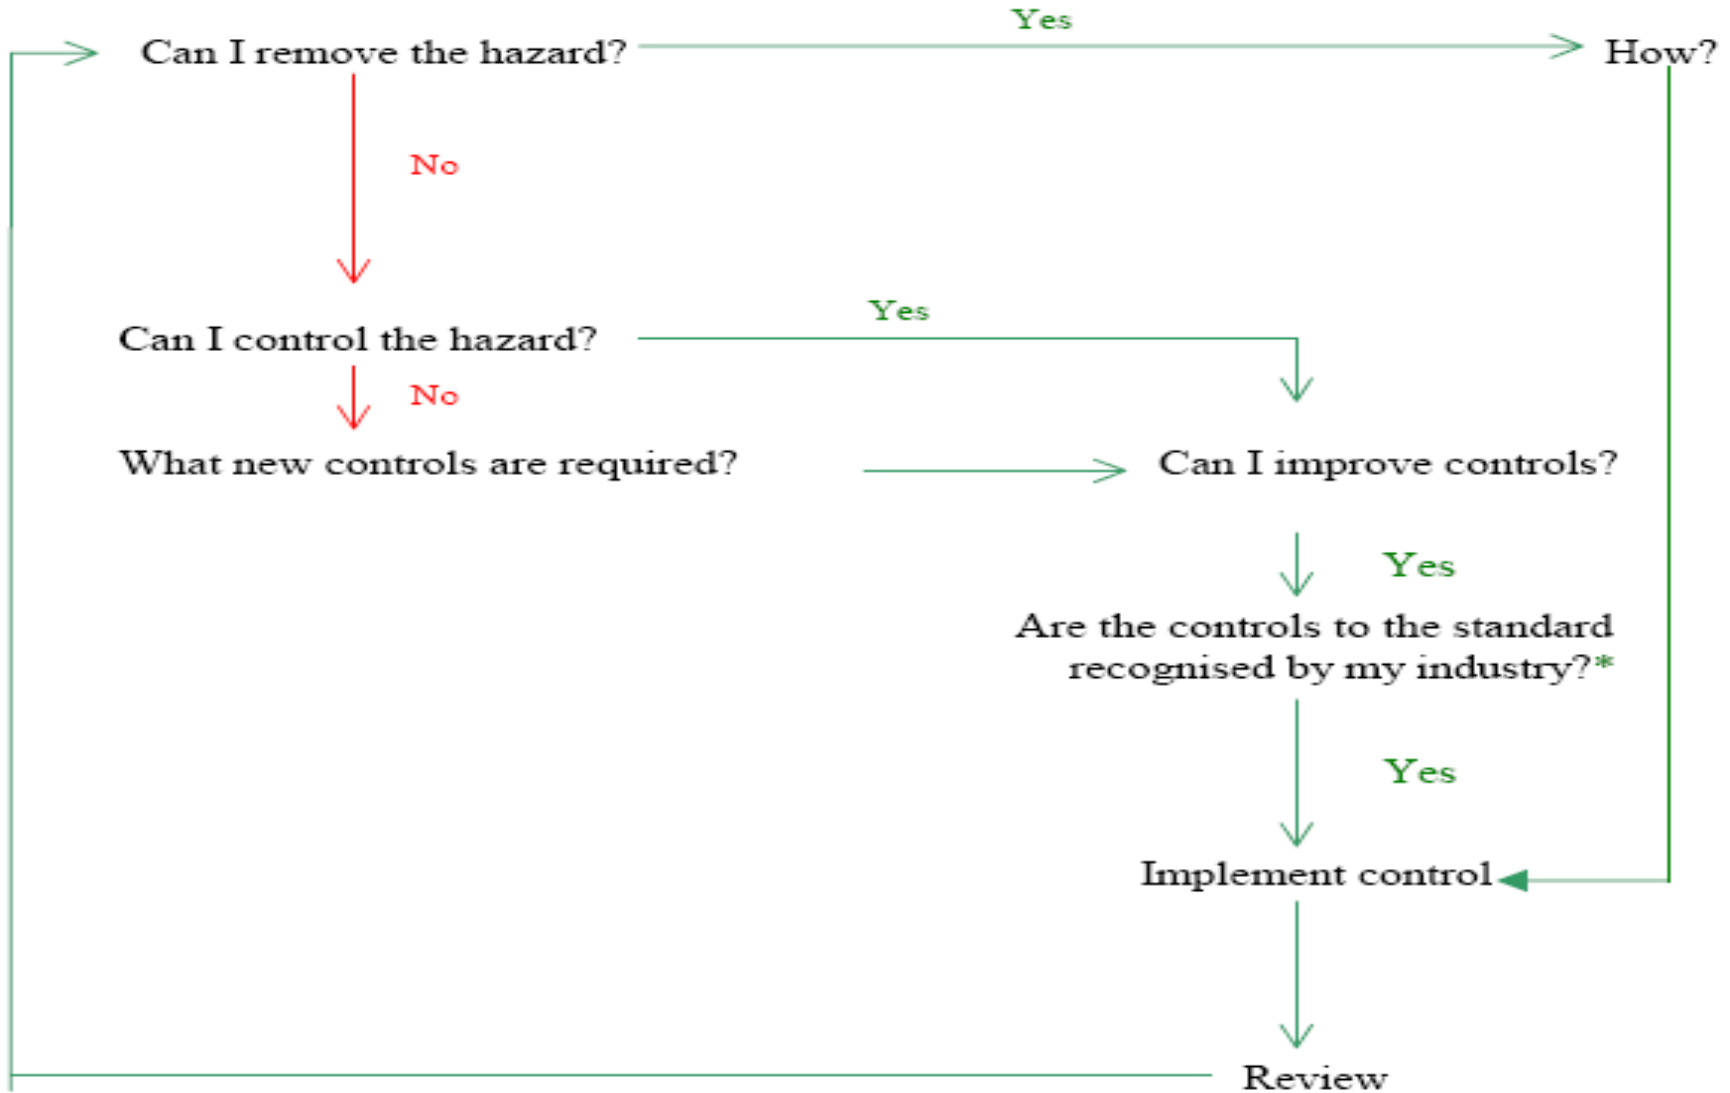 Yes
Can I remove the hazard?
How?
No
Yes
Can I control the hazard?
No
What new controls are required?
Can I improve controls?
Yes
Are the controls to the standard
recognised by my industry?*
Yes
Implement control
Review